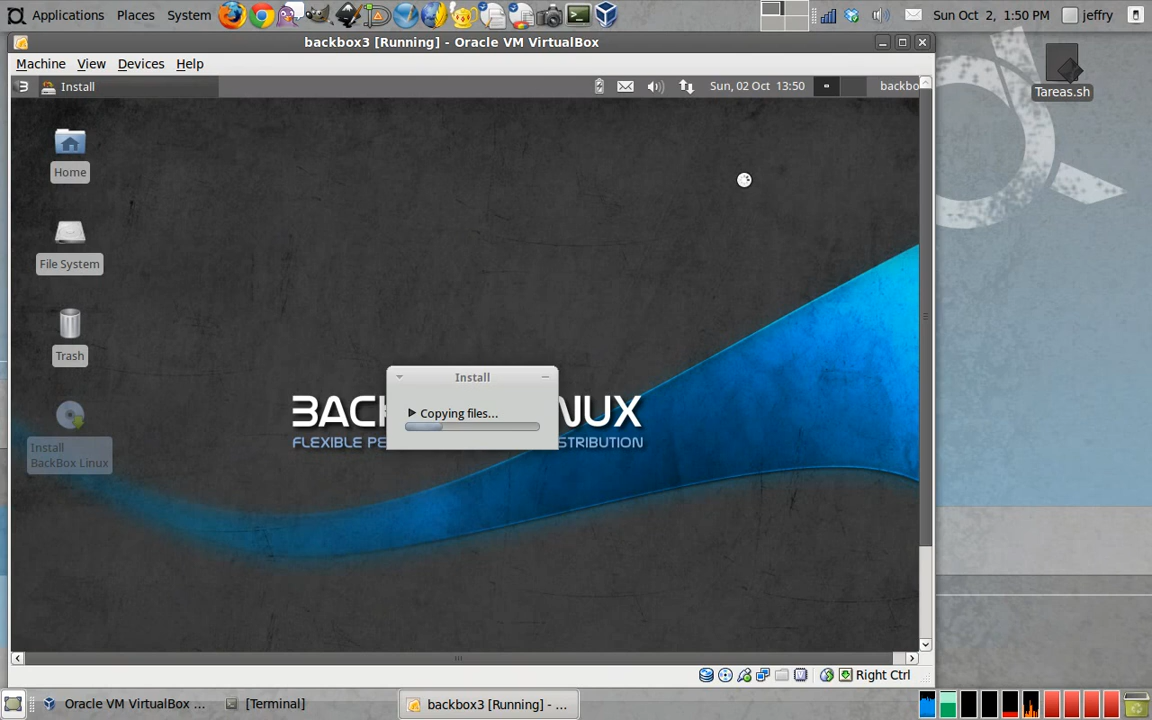 Applications Places System Sun Oct 2, 1:50 PM jeffry
backbox3 [Running] - Oracle VM VirtualBox
Machine View Devices Help
Install Sun, 02 Oct 13:50 backbo
Tareas.sh
Home
File System
Trash
Install
Copying files...
FLEXIBLE PE STRIBUTION
Install
BackBox Linux
Right Ctrl
Oracle VM VirtualBox ... [Terminal] backbox3 [Running] - ...